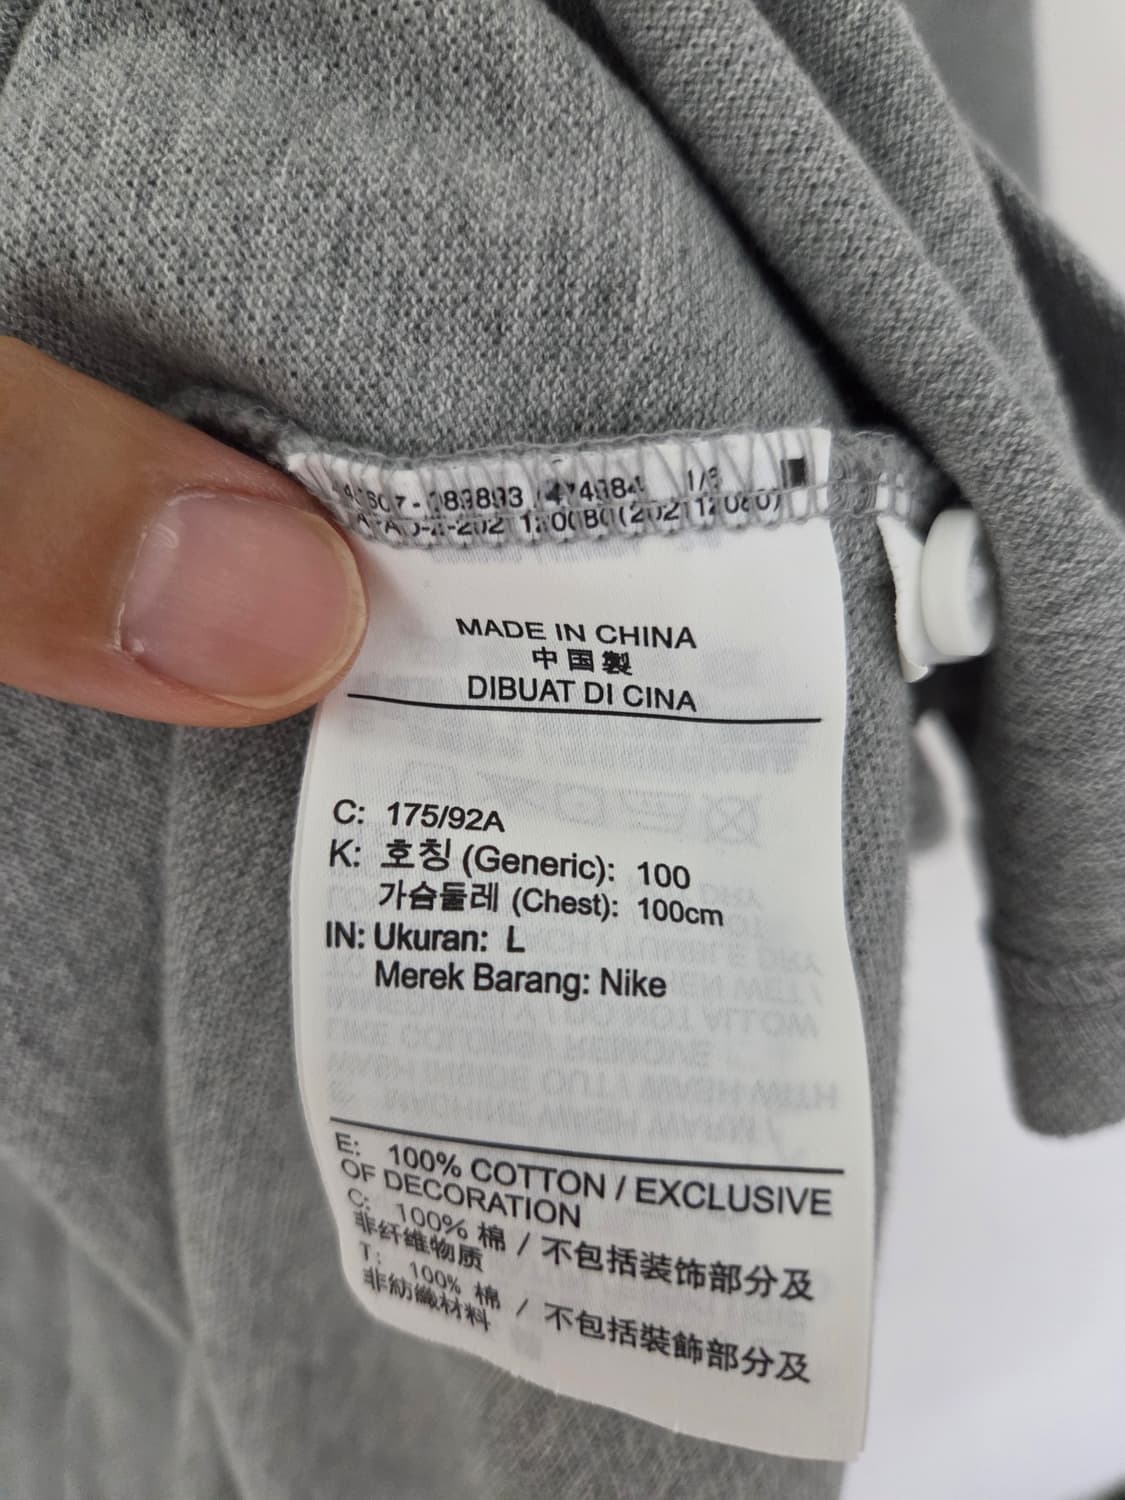 MADE IN CHINA
中国製
DIBUAT DI CINA
C: 175/92A
K: 호칭 (Generic): 100
가슴둘레 (Chest): 100cm
IN: Ukuran: L
Merek Barang: Nike
E: 100% COTTON / EXCLUSIVE
OF DECORATION
C: 100% 棉 / 不包括装饰部分及
非纤维物质
T: 100% 棉 / 不包括裝飾部分及
非紡織材料